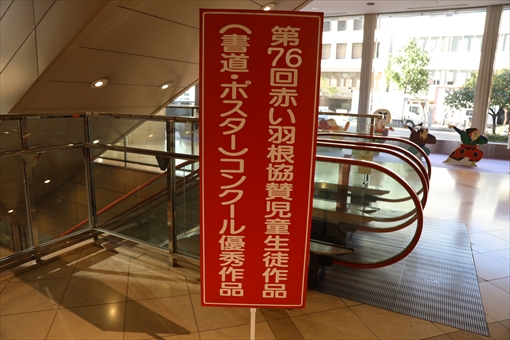 第76回赤い羽根協賛児童生徒作品
(書道・ポスター)コンクール優秀作品